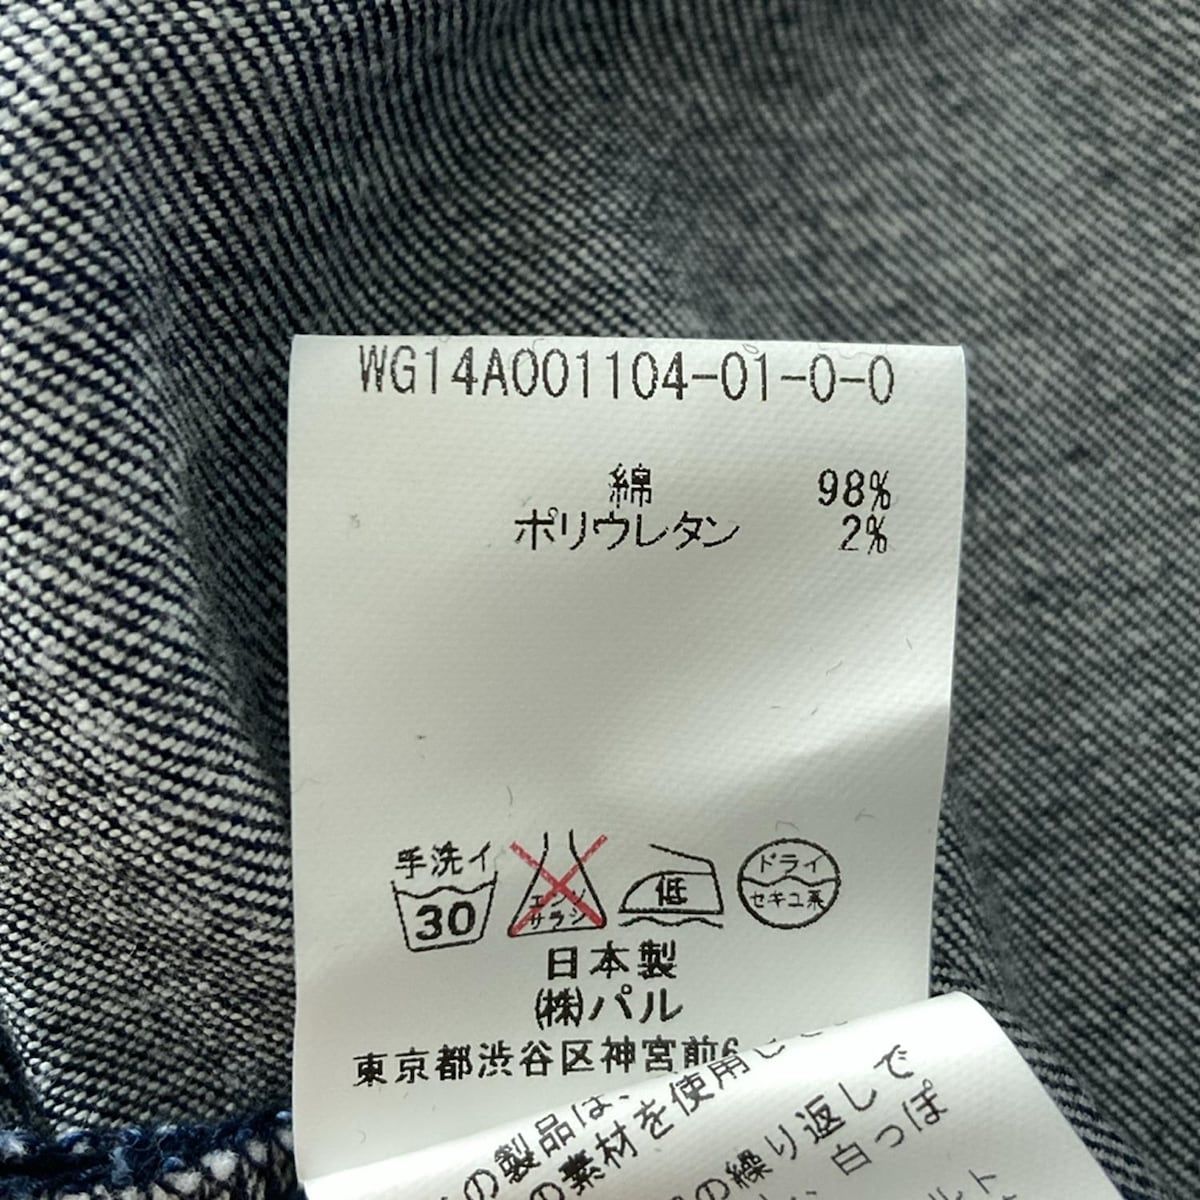 WG14A001104-01-0-0
綿 98%
ポリウレタン 2%
手洗イ
30
エンソ
サラシ
低
ドライ
セキユ系
日本製
(株)パル
東京都渋谷区神宮前6
の製品は、
の素材を使用し
の繰り返しで
、白っぽ